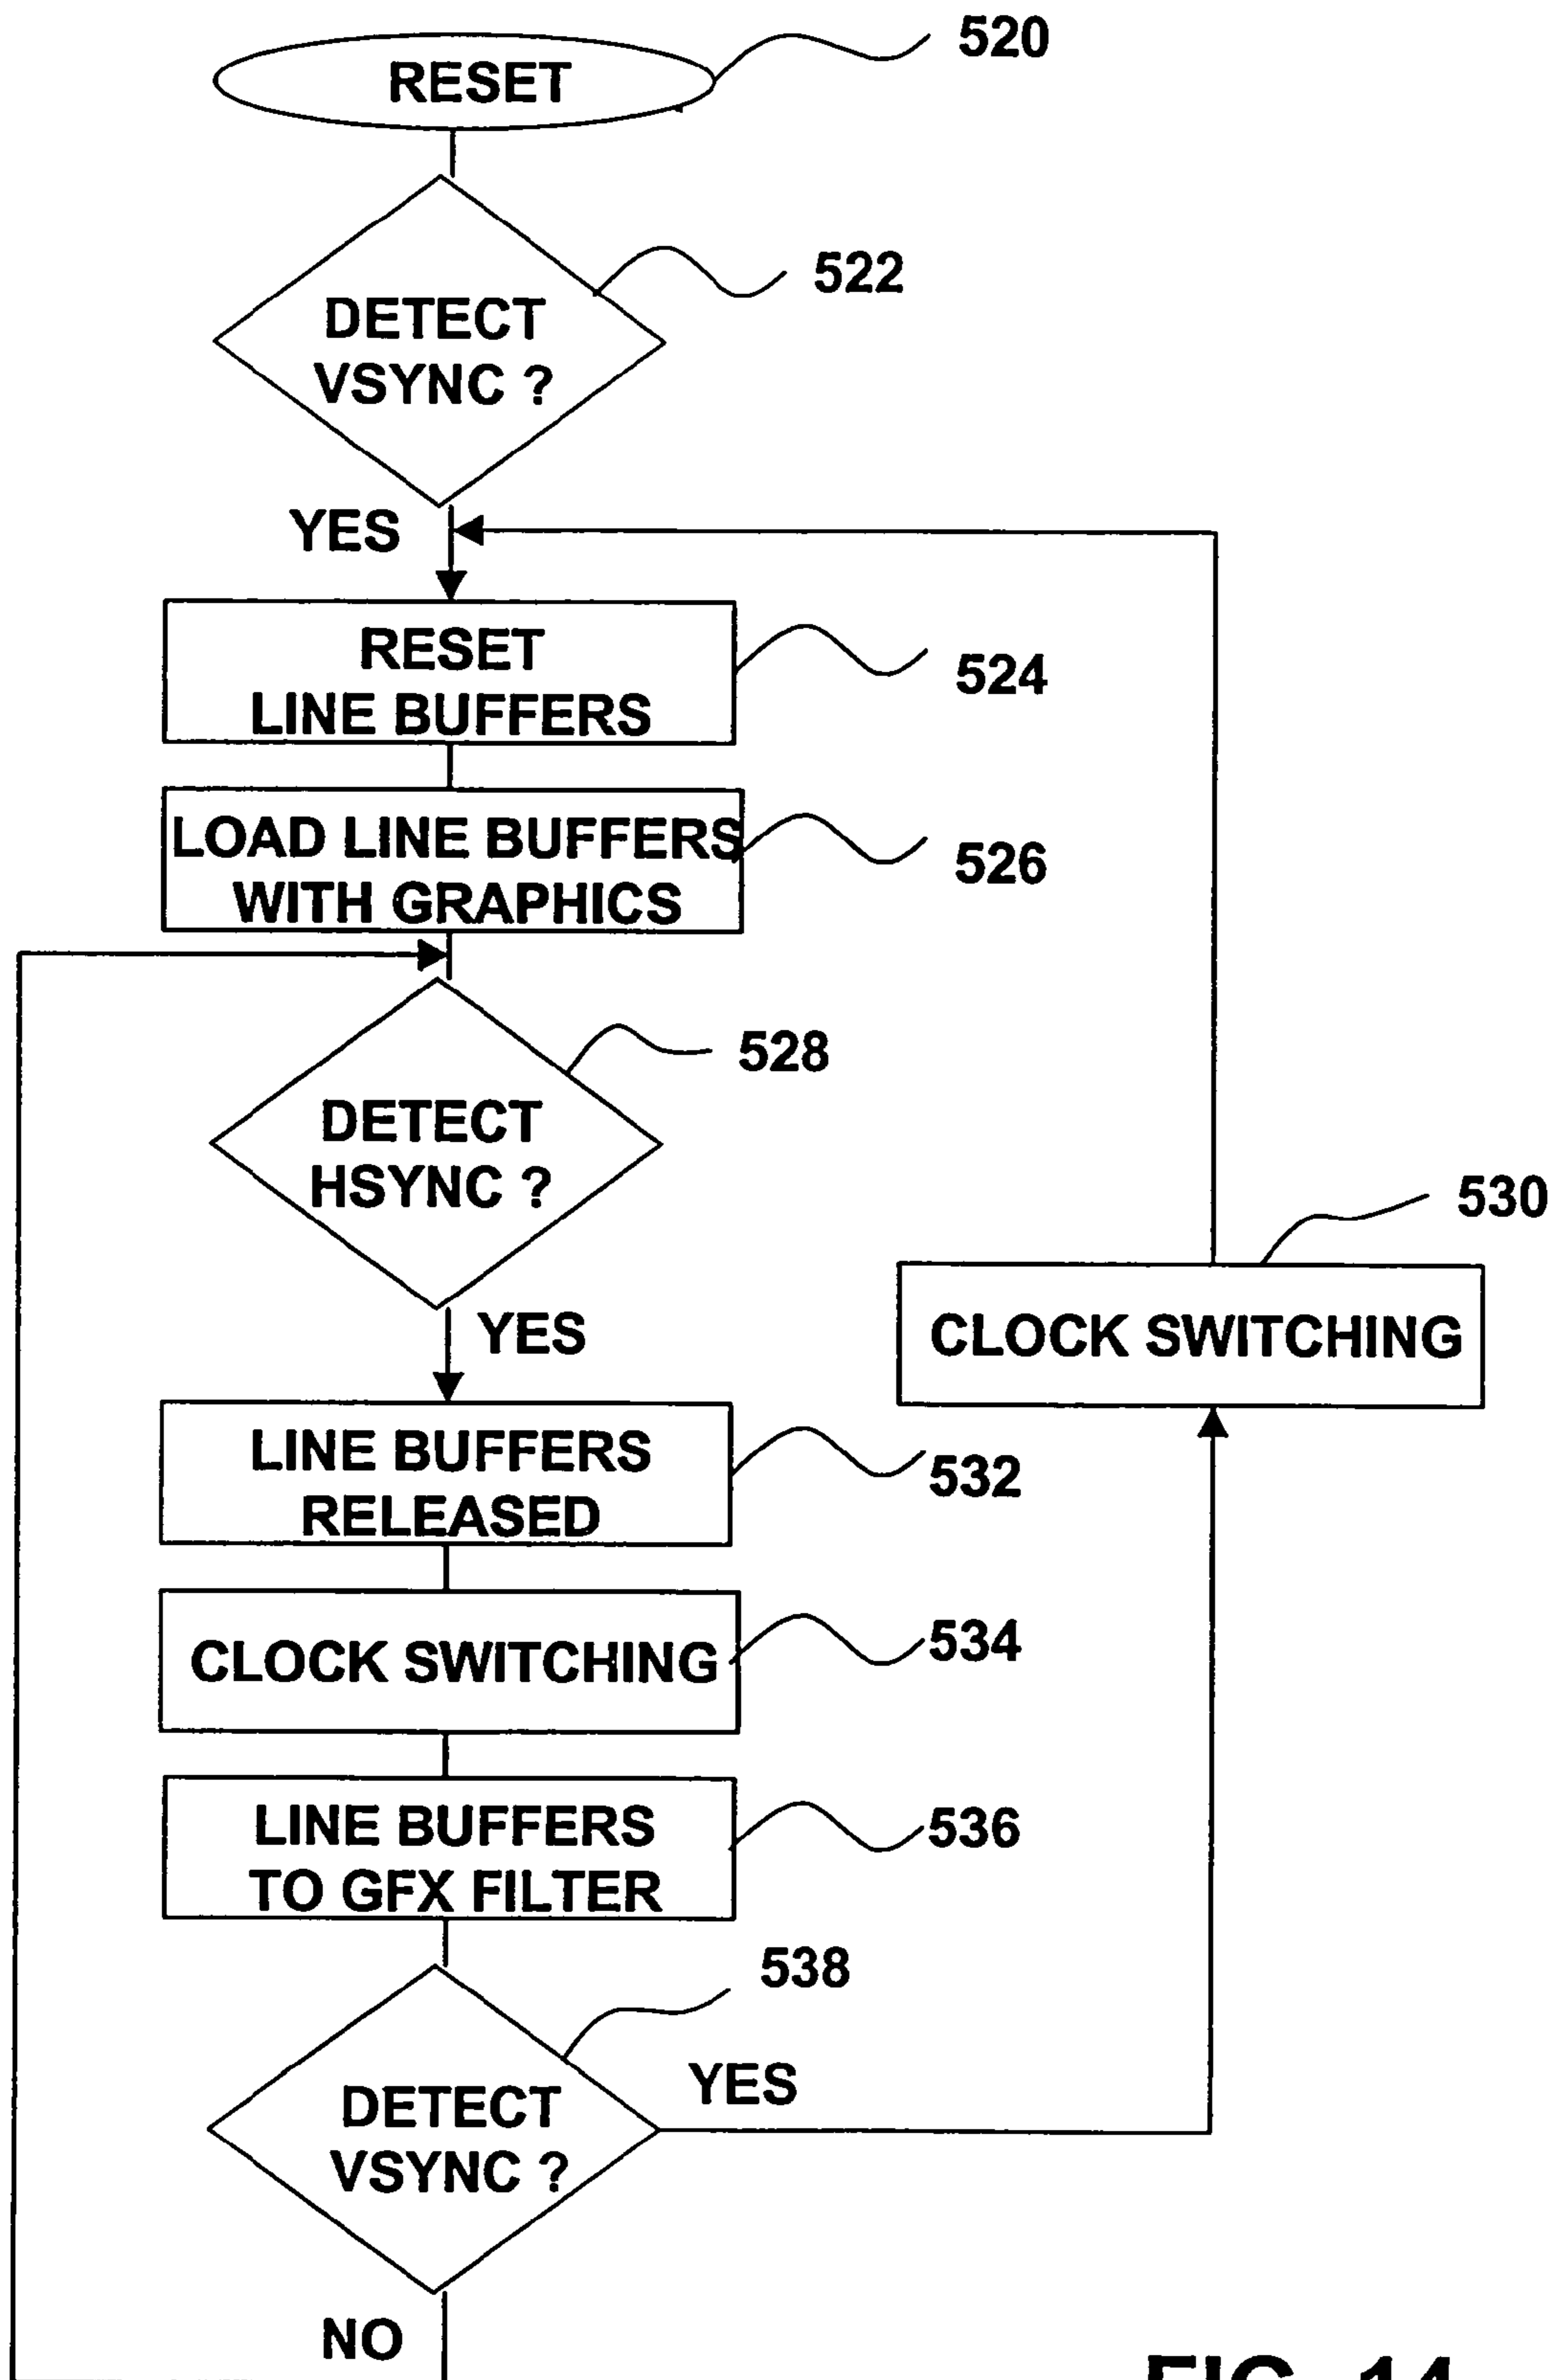 RESET
520
DETECT
VSYNC ?
522
YES
RESET
LINE BUFFERS
524
LOAD LINE BUFFERS
WITH GRAPHICS
526
DETECT
HSYNC ?
528
YES
530
CLOCK SWITCHING
LINE BUFFERS
RELEASED
532
CLOCK SWITCHING
534
LINE BUFFERS
TO GFX FILTER
536
538
DETECT
VSYNC ?
YES
NO
FIG. 14